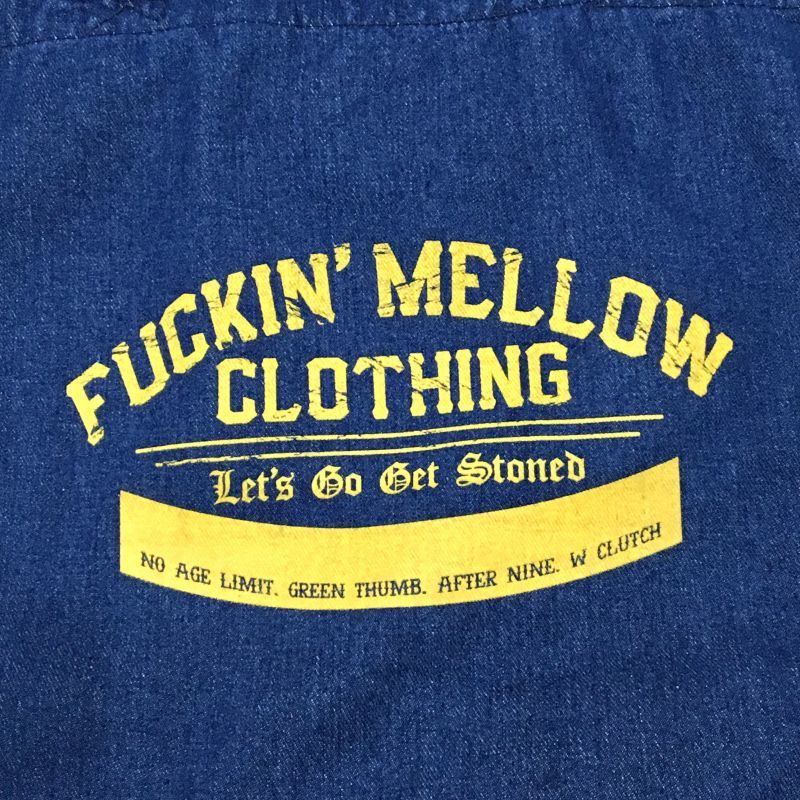 FUCKIN' MELLOW
CLOTHING
Let's Go Get Stoned
NO AGE LIMIT. GREEN THUMB. AFTER NINE. W CLUTCH